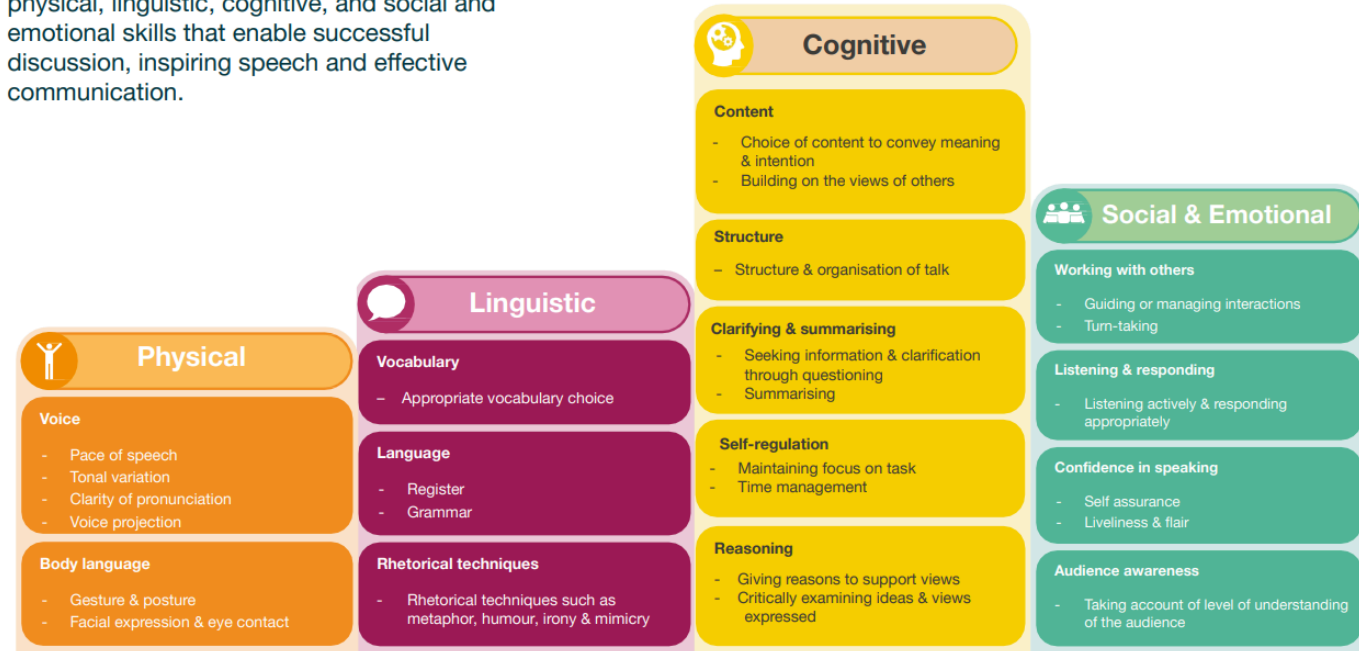 physical, linguistic, cognitive, and social and
emotional skills that enable successful
discussion, inspiring speech and effective
communication.
Physical
Voice
- Pace of speech
- Tonal variation
- Clarity of pronunciation
- Voice projection
Body language
- Gesture & posture
- Facial expression & eye contact
Linguistic
Vocabulary
– Appropriate vocabulary choice
Language
- Register
- Grammar
Rhetorical techniques
- Rhetorical techniques such as
metaphor, humour, irony & mimicry
Cognitive
Content
- Choice of content to convey meaning
& intention
- Building on the views of others
Structure
– Structure & organisation of talk
Clarifying & summarising
- Seeking information & clarification
through questioning
- Summarising
Self-regulation
- Maintaining focus on task
- Time management
Reasoning
- Giving reasons to support views
- Critically examining ideas & views
expressed
Social & Emotional
Working with others
- Guiding or managing interactions
- Turn-taking
Listening & responding
- Listening actively & responding
appropriately
Confidence in speaking
- Self assurance
- Liveliness & flair
Audience awareness
- Taking account of level of understanding
of the audience